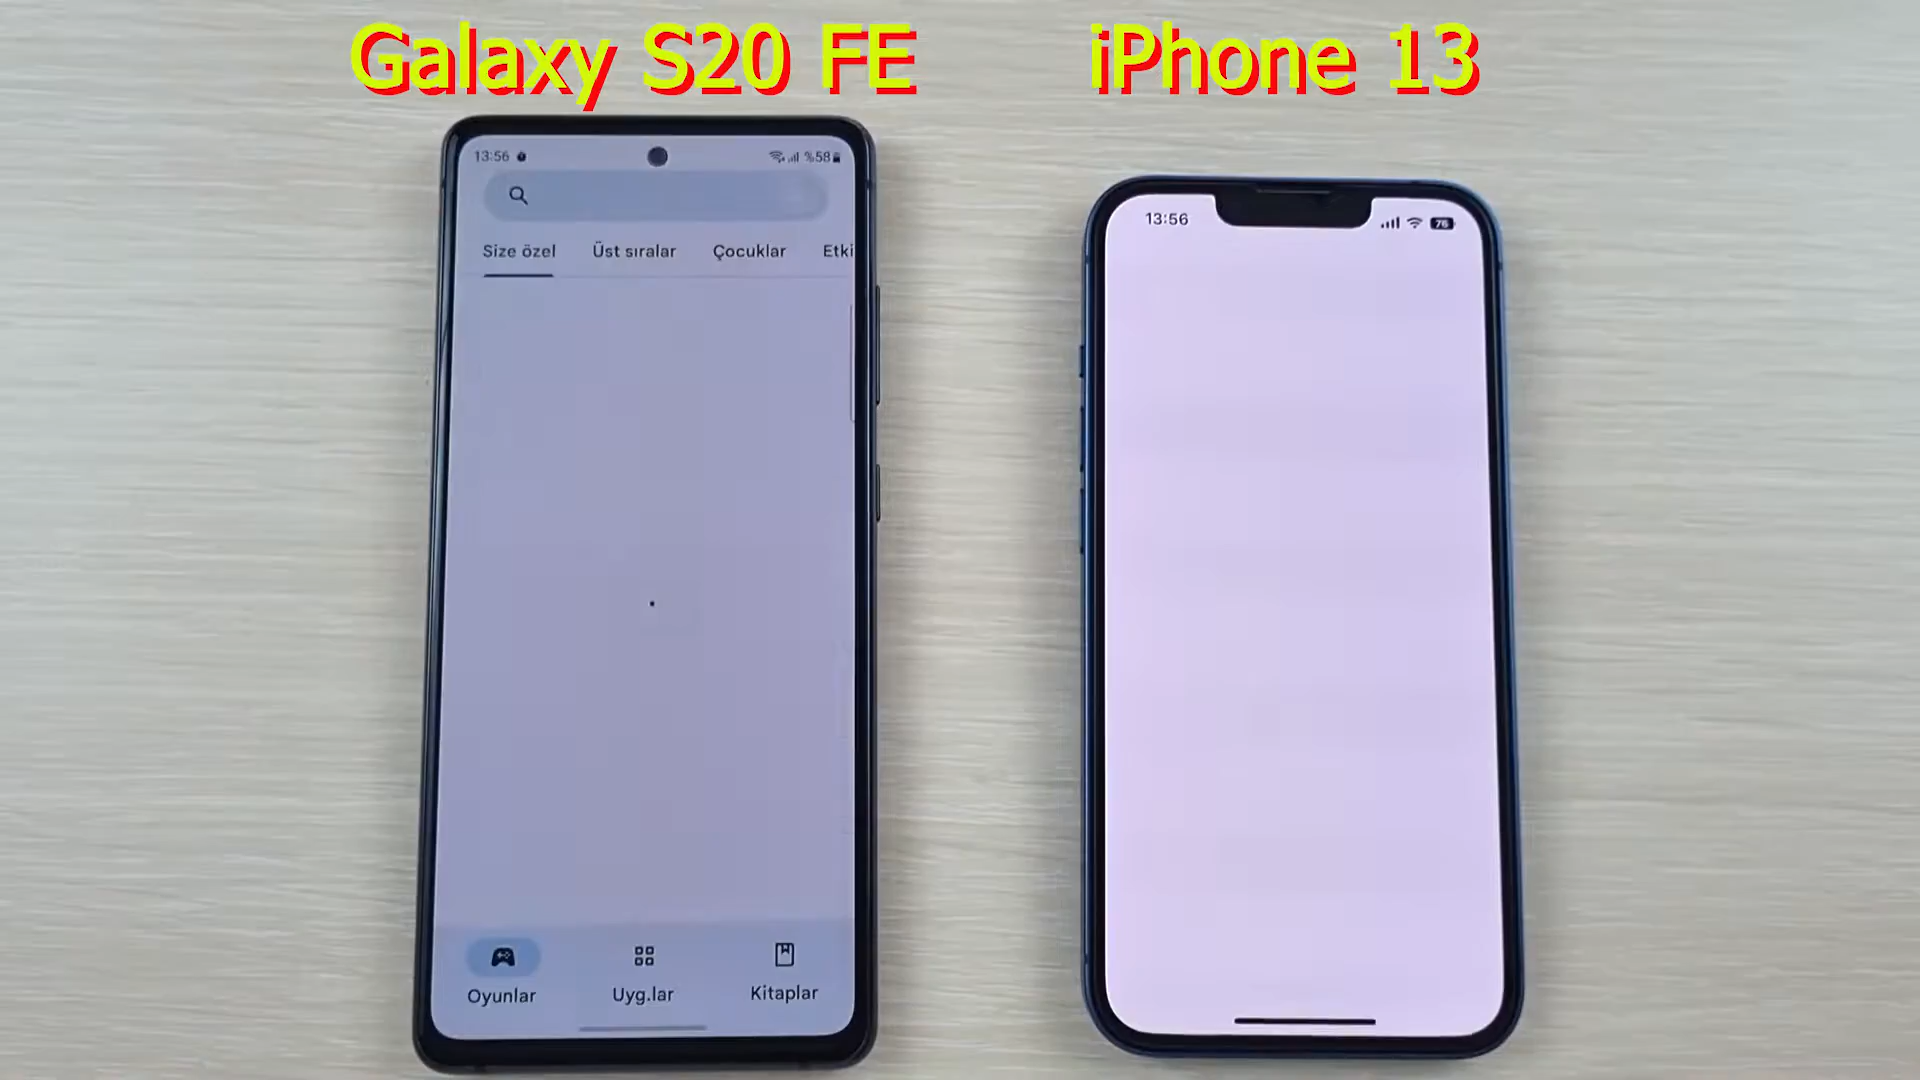 Galaxy S20 FE
iPhone 13
13:56
%58
13:56
76
Size özel
Üst sıralar
Çocuklar
Etki
Oyunlar
Uyg.lar
Kitaplar